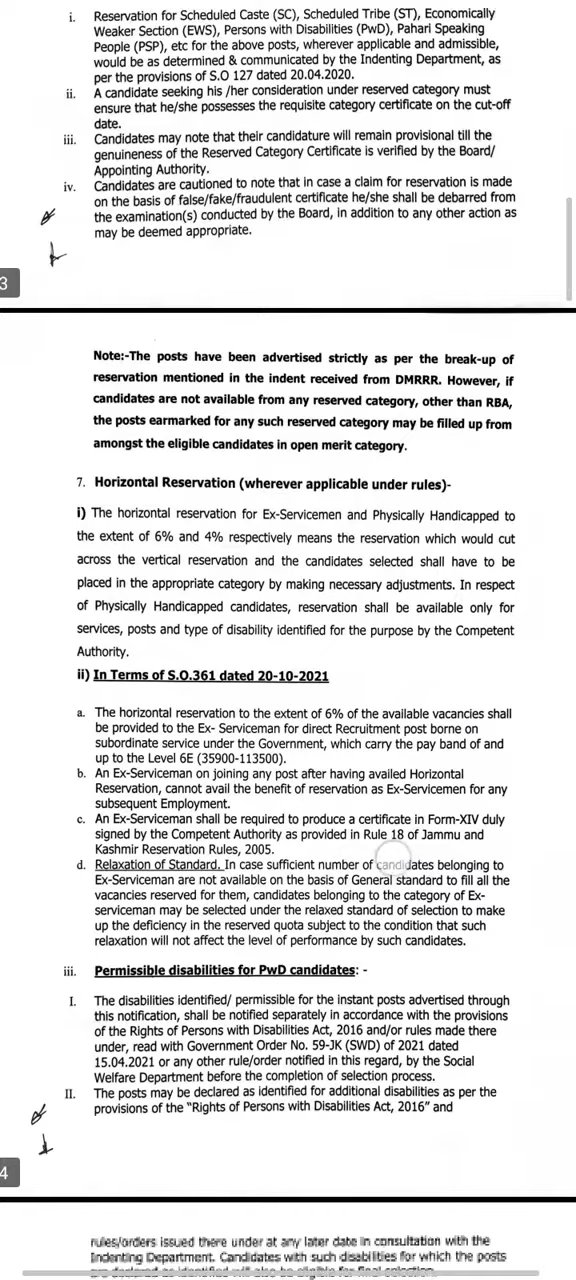 i. Reservation for Scheduled Caste (SC), Scheduled Tribe (ST), Economically
Weaker Section (EWS), Persons with Disabilities (PwD), Pahari Speaking
People (PSP), etc for the above posts, wherever applicable and admissible,
would be as determined & communicated by the Indenting Department, as
per the provisions of S.O 127 dated 20.04.2020.
ii. A candidate seeking his /her consideration under reserved category must
ensure that he/she possesses the requisite category certificate on the cut-off
date.
iii. Candidates may note that their candidature will remain provisional till the
genuineness of the Reserved Category Certificate is verified by the Board/
Appointing Authority.
iv. Candidates are cautioned to note that in case a claim for reservation is made
on the basis of false/fake/fraudulent certificate he/she shall be debarred from
the examination(s) conducted by the Board, in addition to any other action as
may be deemed appropriate.
3
Note:-The posts have been advertised strictly as per the break-up of
reservation mentioned in the indent received from DMRRR. However, if
candidates are not available from any reserved category, other than RBA,
the posts earmarked for any such reserved category may be filled up from
amongst the eligible candidates in open merit category.
7. Horizontal Reservation (wherever applicable under rules)-
i) The horizontal reservation for Ex-Servicemen and Physically Handicapped to
the extent of 6% and 4% respectively means the reservation which would cut
across the vertical reservation and the candidates selected shall have to be
placed in the appropriate category by making necessary adjustments. In respect
of Physically Handicapped candidates, reservation shall be available only for
services, posts and type of disability identified for the purpose by the Competent
Authority.
ii) In Terms of S.O.361 dated 20-10-2021
a. The horizontal reservation to the extent of 6% of the available vacancies shall
be provided to the Ex- Serviceman for direct Recruitment post borne on
subordinate service under the Government, which carry the pay band of and
up to the Level 6E (35900-113500).
b. An Ex-Serviceman on joining any post after having availed Horizontal
Reservation, cannot avail the benefit of reservation as Ex-Servicemen for any
subsequent Employment.
c. An Ex-Serviceman shall be required to produce a certificate in Form-XIV duly
signed by the Competent Authority as provided in Rule 18 of Jammu and
Kashmir Reservation Rules, 2005.
d. Relaxation of Standard. In case sufficient number of candidates belonging to
Ex-Serviceman are not available on the basis of General standard to fill all the
vacancies reserved for them, candidates belonging to the category of Ex-
serviceman may be selected under the relaxed standard of selection to make
up the deficiency in the reserved quota subject to the condition that such
relaxation will not affect the level of performance by such candidates.
iii. Permissible disabilities for PwD candidates: -
I. The disabilities identified/ permissible for the instant posts advertised through
this notification, shall be notified separately in accordance with the provisions
of the Rights of Persons with Disabilities Act, 2016 and/or rules made there
under, read with Government Order No. 59-JK (SWD) of 2021 dated
15.04.2021 or any other rule/order notified in this regard, by the Social
Welfare Department before the completion of selection process.
II. The posts may be declared as identified for additional disabilities as per the
provisions of the "Rights of Persons with Disabilities Act, 2016" and
4
rules/orders issued there under at any later date in consultation with the
Indenting Department. Candidates with such disabilities for which the posts